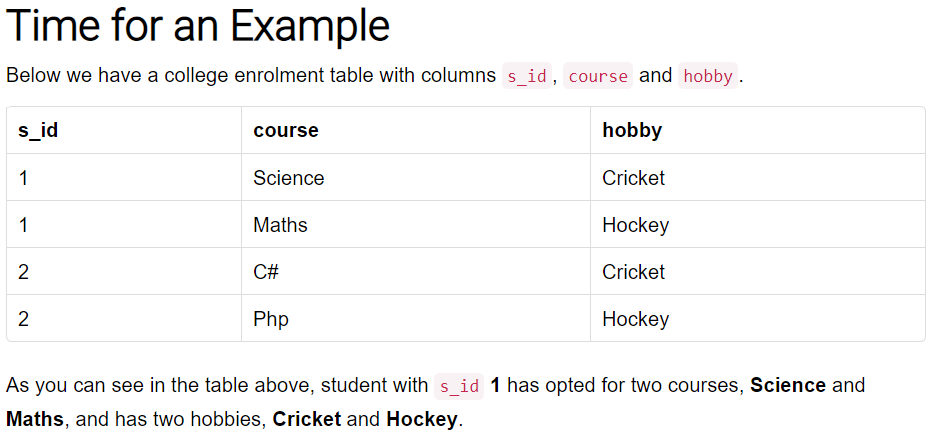 Time for an Example
Below we have a college enrolment table with columns s_id , course and hobby .
s_id course hobby
1 Science Cricket
1 Maths Hockey
2 C# Cricket
2 Php Hockey
As you can see in the table above, student with s_id 1 has opted for two courses, Science and
Maths, and has two hobbies, Cricket and Hockey.